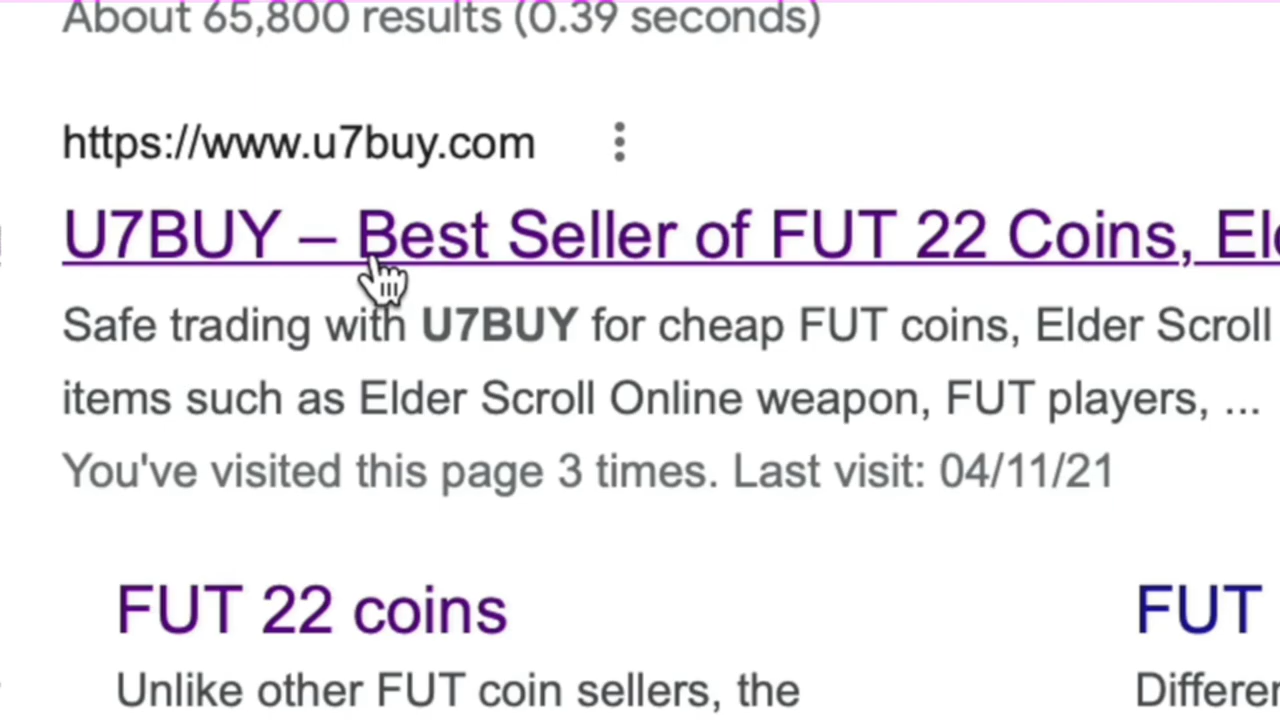 About 65,800 results (0.39 seconds)
https://www.u7buy.com
U7BUY – Best Seller of FUT 22 Coins,
Safe trading with U7BUY for cheap FUT coins, Elder Scroll
items such as Elder Scroll Online weapon, FUT players, ...
You've visited this page 3 times. Last visit: 04/11/21
FUT 22 coins
FUT
Unlike other FUT coin sellers, the